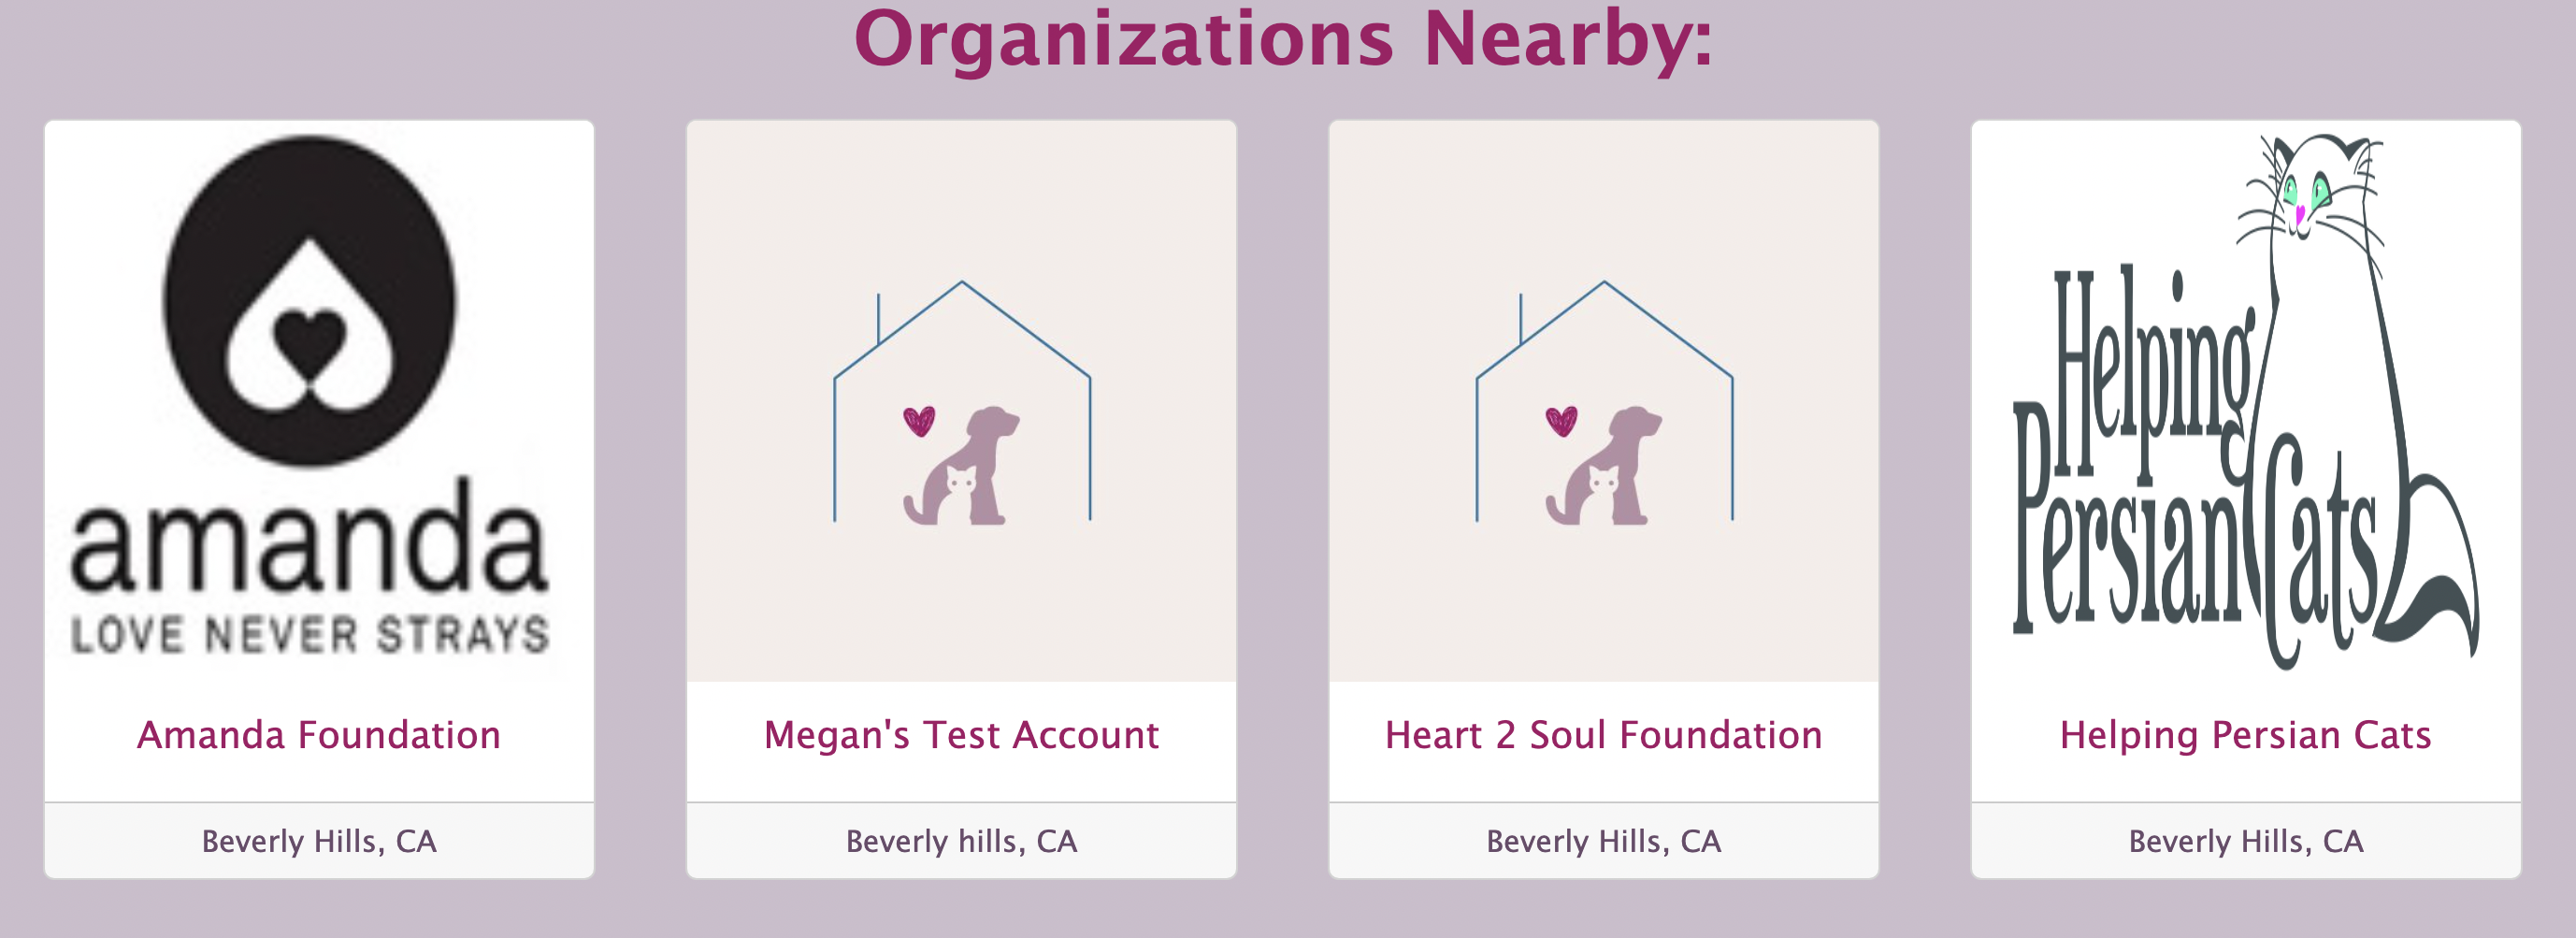 Organizations Nearby:
amanda
LOVE NEVER STRAYS
Amanda Foundation
Beverly Hills, CA
Megan's Test Account
Beverly hills, CA
Heart 2 Soul Foundation
Beverly Hills, CA
Helping
Persian Cats
Helping Persian Cats
Beverly Hills, CA